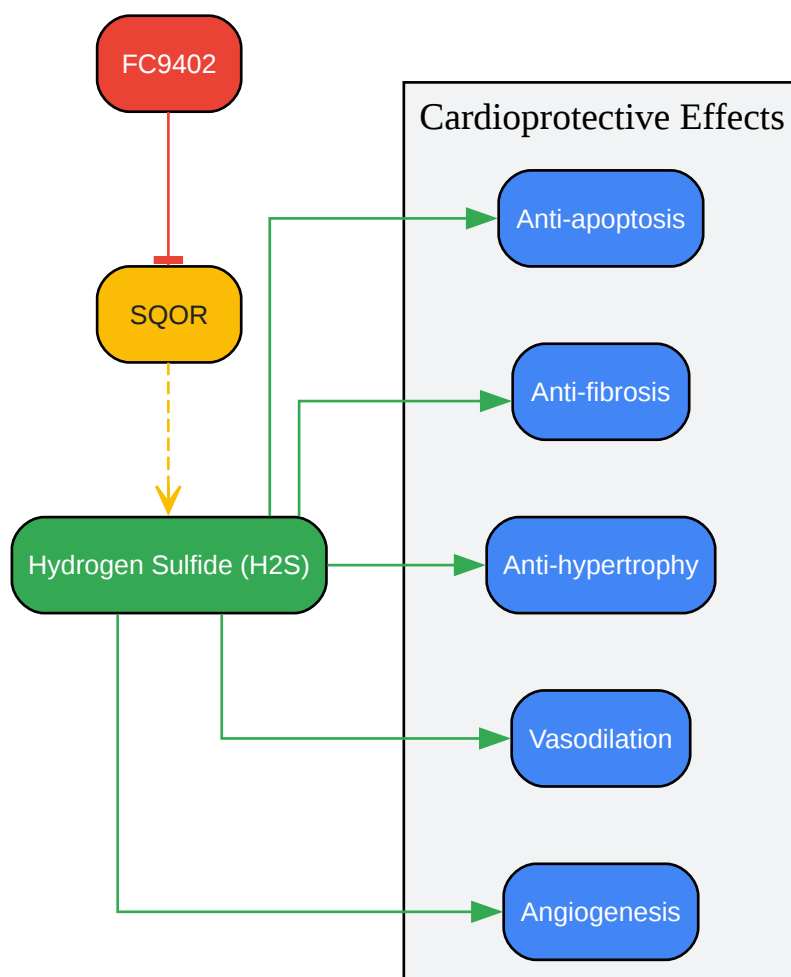 FC9402
Cardioprotective Effects
Anti-apoptosis
SQOR
Anti-fibrosis
Hydrogen Sulfide (H2S)
Anti-hypertrophy
Vasodilation
Angiogenesis